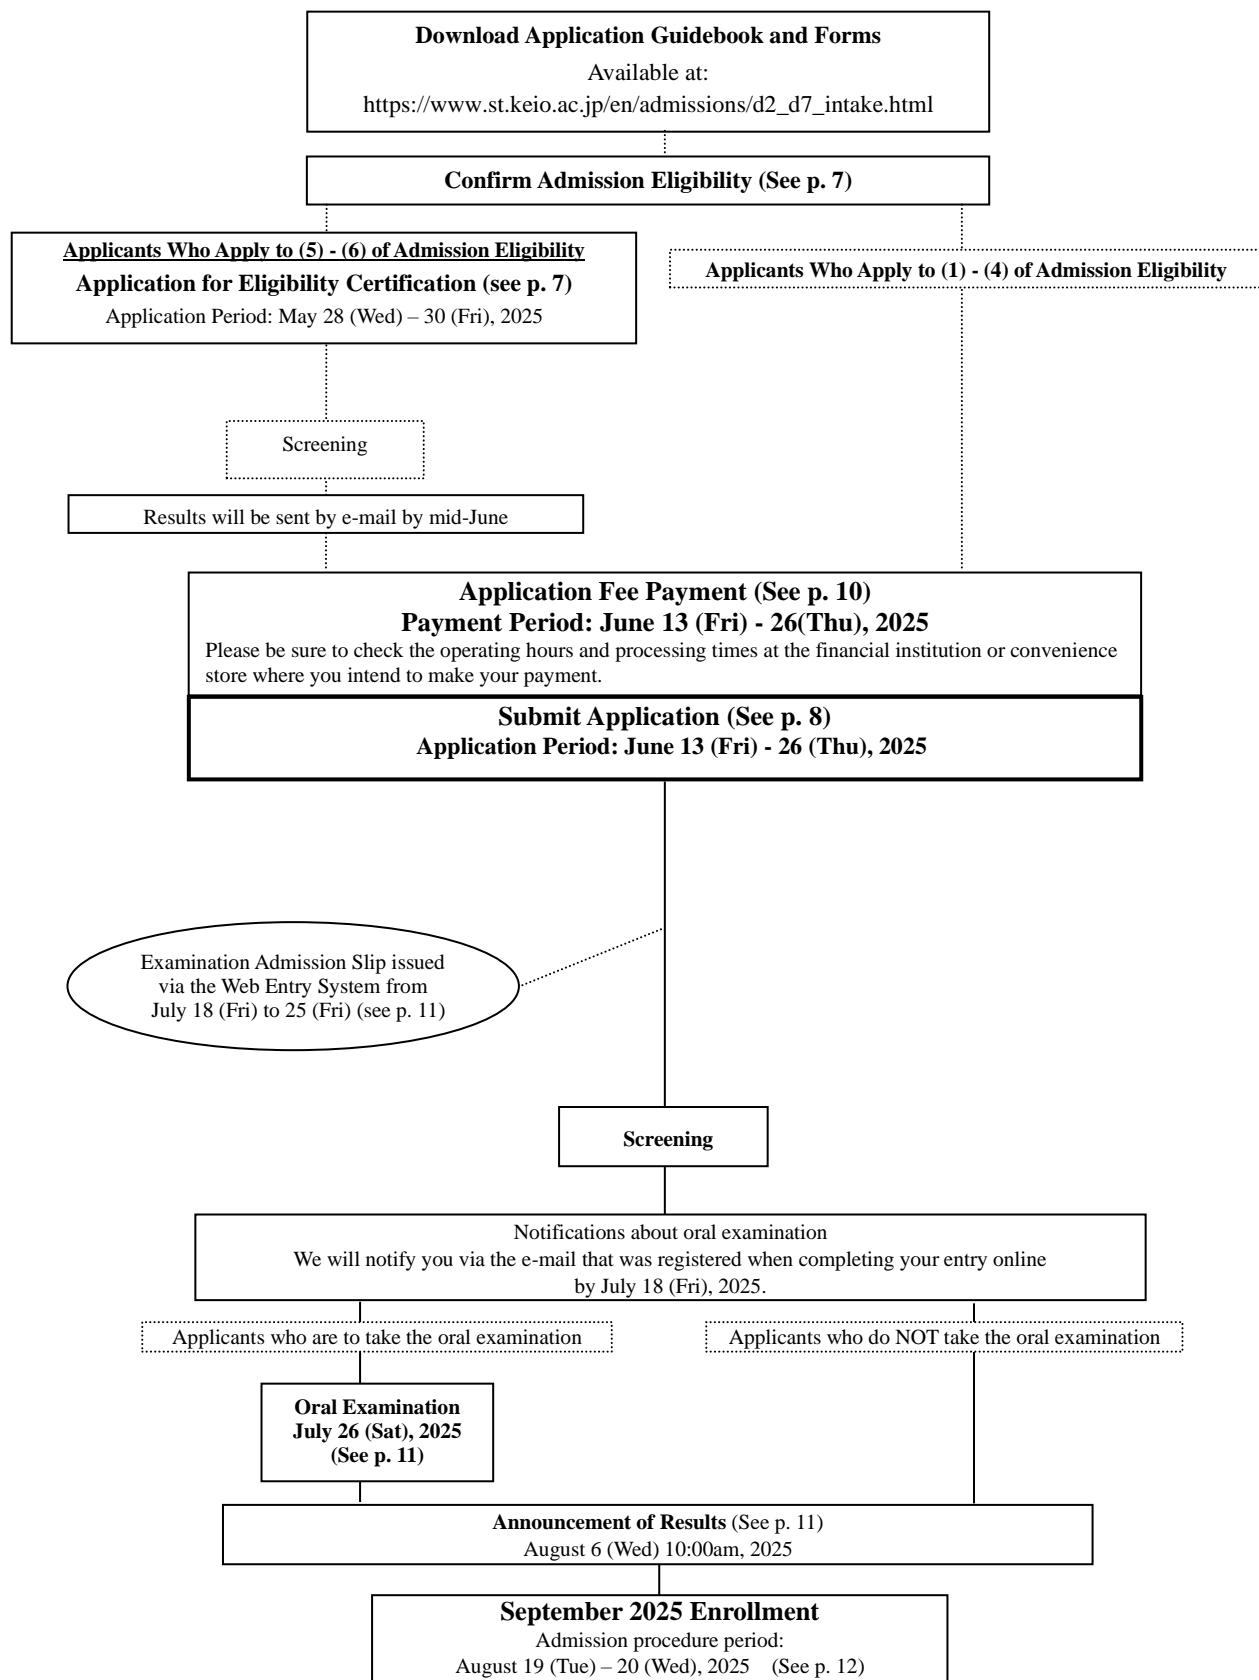 Download Application Guidebook and Forms
Available at:
https://www.st.keio.ac.jp/en/admissions/d2_d7_intake.html
Confirm Admission Eligibility (See p. 7)
Applicants Who Apply to (5) - (6) of Admission Eligibility
Application for Eligibility Certification (see p. 7)
Application Period: May 28 (Wed) – 30 (Fri), 2025
Applicants Who Apply to (1) - (4) of Admission Eligibility
Screening
Results will be sent by e-mail by mid-June
Application Fee Payment (See p. 10)
Payment Period: June 13 (Fri) - 26(Thu), 2025
Please be sure to check the operating hours and processing times at the financial institution or convenience
store where you intend to make your payment.
Submit Application (See p. 8)
Application Period: June 13 (Fri) - 26 (Thu), 2025
Examination Admission Slip issued
via the Web Entry System from
July 18 (Fri) to 25 (Fri) (see p. 11)
Screening
Notifications about oral examination
We will notify you via the e-mail that was registered when completing your entry online
by July 18 (Fri), 2025.
Applicants who are to take the oral examination
Applicants who do NOT take the oral examination
Oral Examination
July 26 (Sat), 2025
(See p. 11)
Announcement of Results (See p. 11)
August 6 (Wed) 10:00am, 2025
September 2025 Enrollment
Admission procedure period:
August 19 (Tue) – 20 (Wed), 2025 (See p. 12)